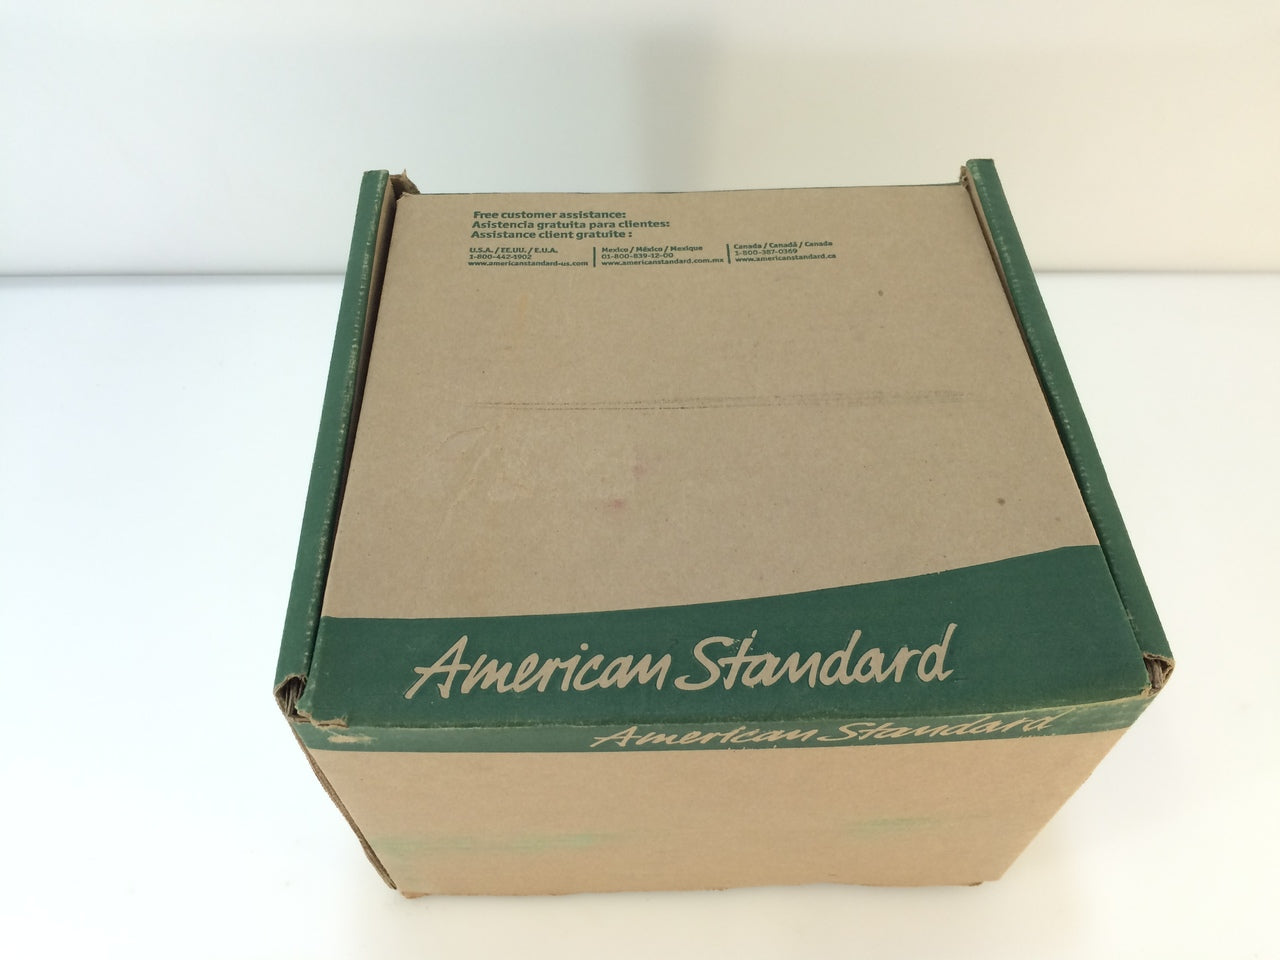 Free customer assistance:
Asistencia gratuita para clientes:
Assistance client gratuite :
U.S.A. / EE.UU. / E.U.A.
1-800-442-1902
www.americanstandard-us.com
Mexico / México / Mexique
01-800-839-12-00
www.americanstandard.com.mx
Canada / Canadá / Canada
1-800-387-0369
www.americanstandard.ca
American Standard
American Standard